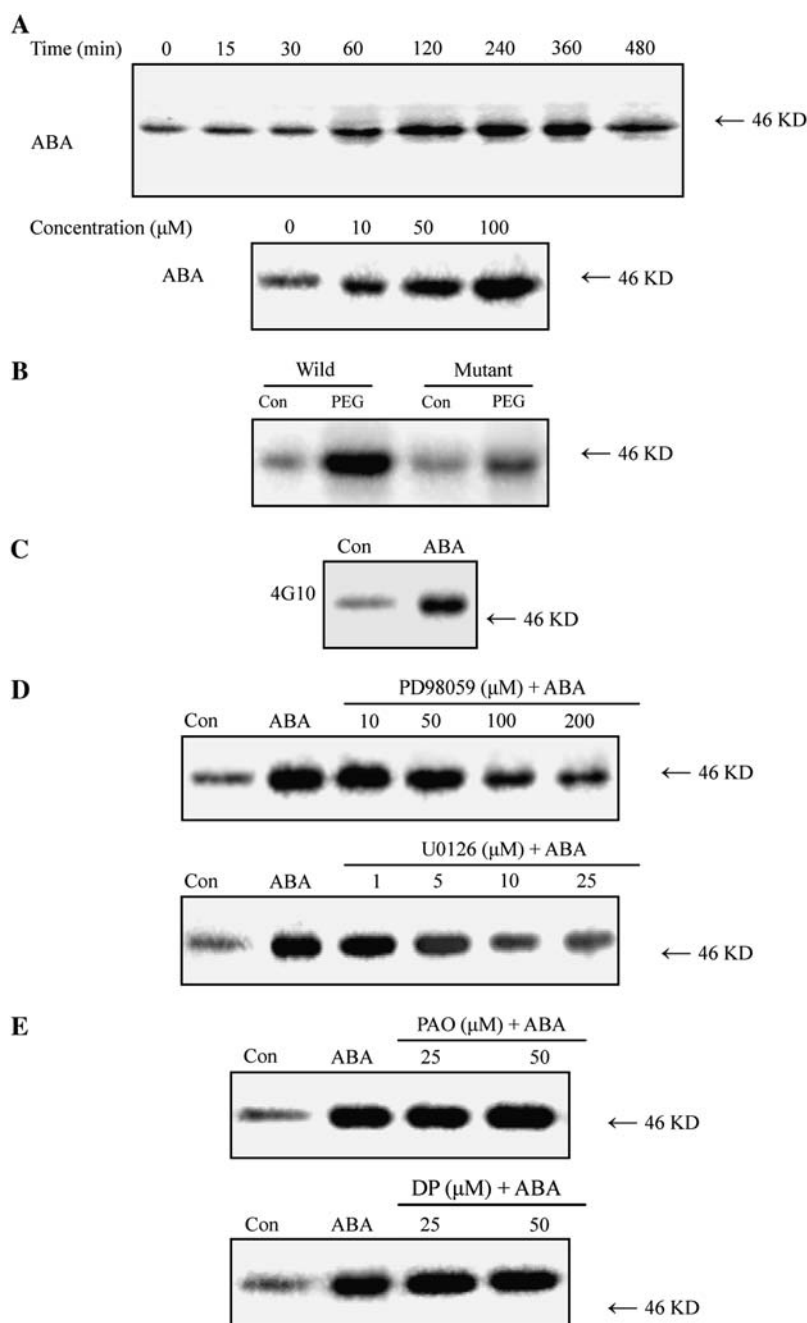 A
Time (min) 0 15 30 60 120 240 360 480
ABA ← 46 KD
Concentration (μM) 0 10 50 100
ABA ← 46 KD
B
Wild Mutant
Con PEG Con PEG
← 46 KD
C
Con ABA
4G10 ← 46 KD
D
PD98059 (μM) + ABA
Con ABA 10 50 100 200
← 46 KD
U0126 (μM) + ABA
Con ABA 1 5 10 25
← 46 KD
E
PAO (μM) + ABA
Con ABA 25 50
← 46 KD
DP (μM) + ABA
Con ABA 25 50
← 46 KD